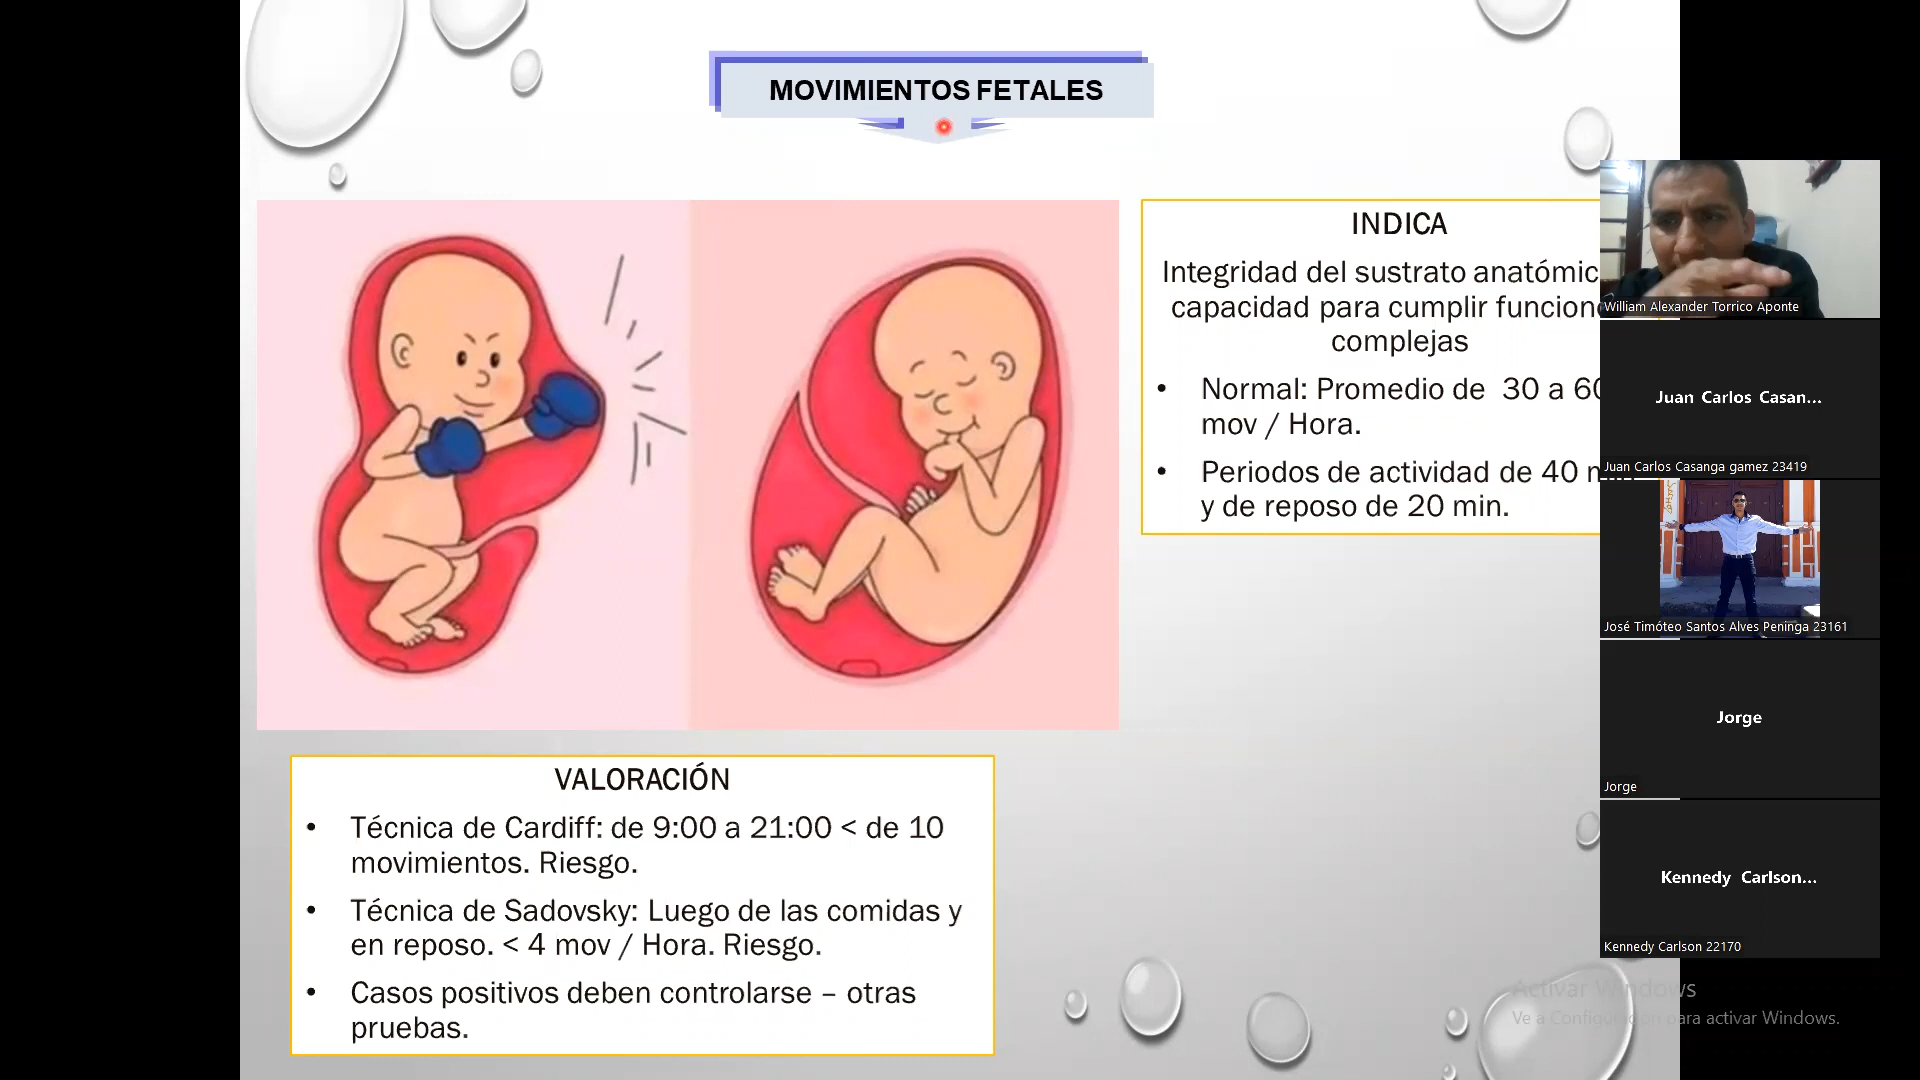 MOVIMIENTOS FETALES
INDICA
Integridad del sustrato anatómic
capacidad para cumplir funcion
complejas
• Normal: Promedio de 30 a 60
mov / Hora.
• Periodos de actividad de 40 m
y de reposo de 20 min.
VALORACIÓN
• Técnica de Cardiff: de 9:00 a 21:00 < de 10
movimientos. Riesgo.
• Técnica de Sadovsky: Luego de las comidas y
en reposo. < 4 mov / Hora. Riesgo.
• Casos positivos deben controlarse – otras
pruebas.
William Alexander Torrico Aponte
Juan Carlos Casan...
Juan Carlos Casanga gamez 23419
José Timóteo Santos Alves Peninga 23161
Jorge
Jorge
Kennedy Carlson...
Kennedy Carlson 22170
Activar Windows
Ve a Configuración para activar Windows.